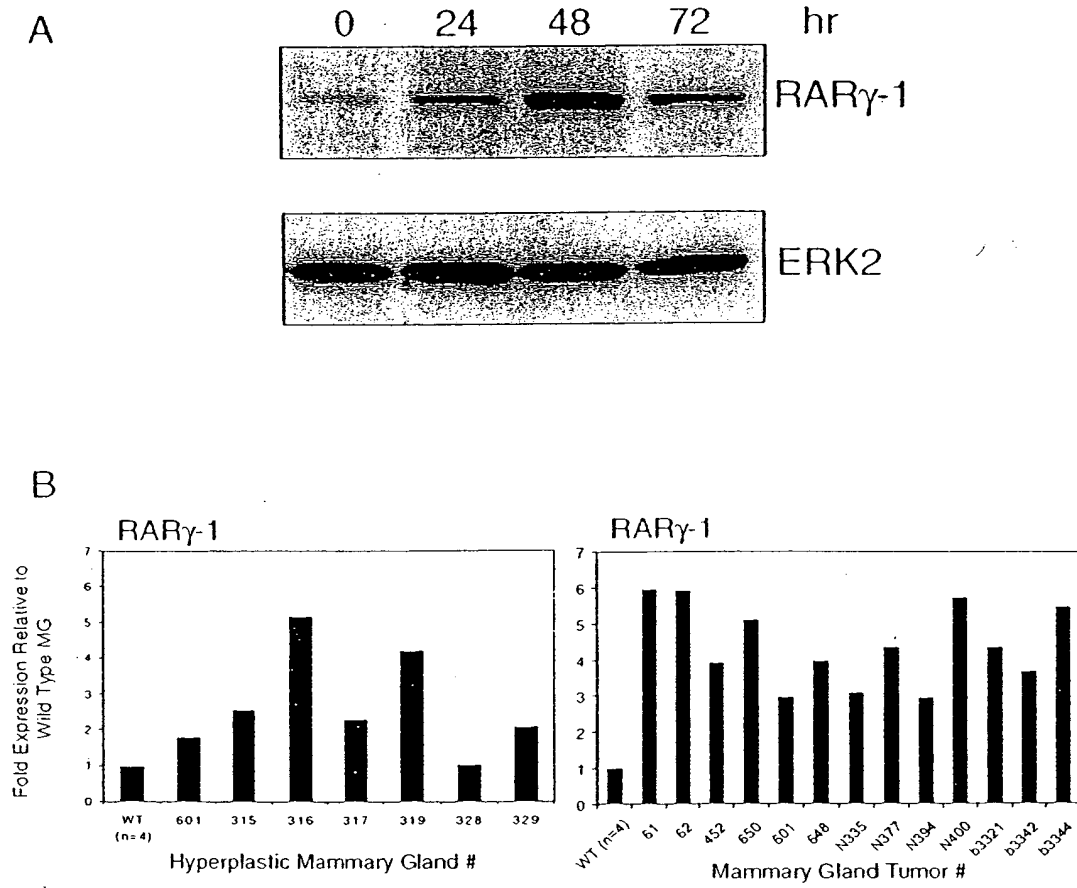 A
0 24 48 72 hr
RARγ-1
ERK2
B
RARγ-1
Fold Expression Relative to
Wild Type MG
7
6
5
4
3
2
1
0
WT (n=4) 601 315 316 317 319 328 329
Hyperplastic Mammary Gland #
RARγ-1
7
6
5
4
3
2
1
0
WT (n=4) 61 62 452 650 601 648 N335 N377 N394 N400 b3321 b3342 b3344
Mammary Gland Tumor #